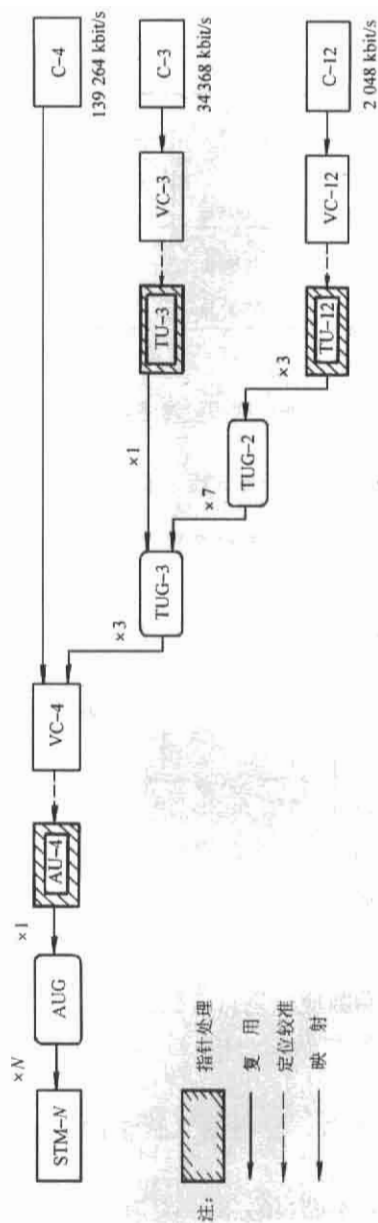 STM-N
×N
AUG
×1
AU-4
VC-4
C-4
139 264 kbit/s
×3
TUG-3
×1
TU-3
VC-3
C-3
34 368 kbit/s
×7
TUG-2
×3
TU-12
VC-12
C-12
2 048 kbit/s
注：
指针处理
复用
定位较准
映射